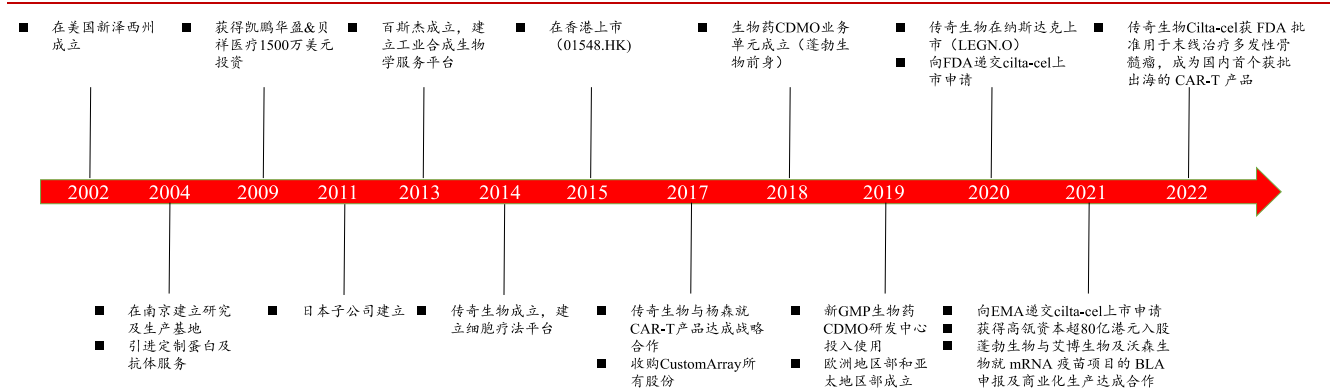 ■ 在美国新泽西州
成立
■ 获得凯鹏华盈&贝
祥医疗1500万美元
投资
■ 百斯杰成立，建
立工业合成生物
学服务平台
■ 在香港上市
（01548.HK）
■ 生物药CDMO业务
单元成立（蓬勃生
物前身）
■ 传奇生物在纳斯达克上
市（LEGN.O）
■ 向FDA递交cilta-cel上
市申请
■ 传奇生物Cilta-cel获 FDA 批
准用于末线治疗多发性骨
髓瘤，成为国内首个获批
出海的 CAR-T 产品
2002 2004 2009 2011 2013 2014 2015 2017 2018 2019 2020 2021 2022
■ 在南京建立研究
及生产基地
■ 引进定制蛋白及
抗体服务
■ 日本子公司建立
■ 传奇生物成立，建
立细胞疗法平台
■ 传奇生物与杨森就
CAR-T产品达成战略
合作
■ 收购CustomArray所
有股份
■ 新GMP生物药
CDMO研发中心
投入使用
■ 欧洲地区部和亚
太地区部成立
■ 向EMA递交cilta-cel上市申请
■ 获得高瓴资本超80亿港元入股
■ 蓬勃生物与艾博生物及沃森生
物就 mRNA 疫苗项目的 BLA
申报及商业化生产达成合作